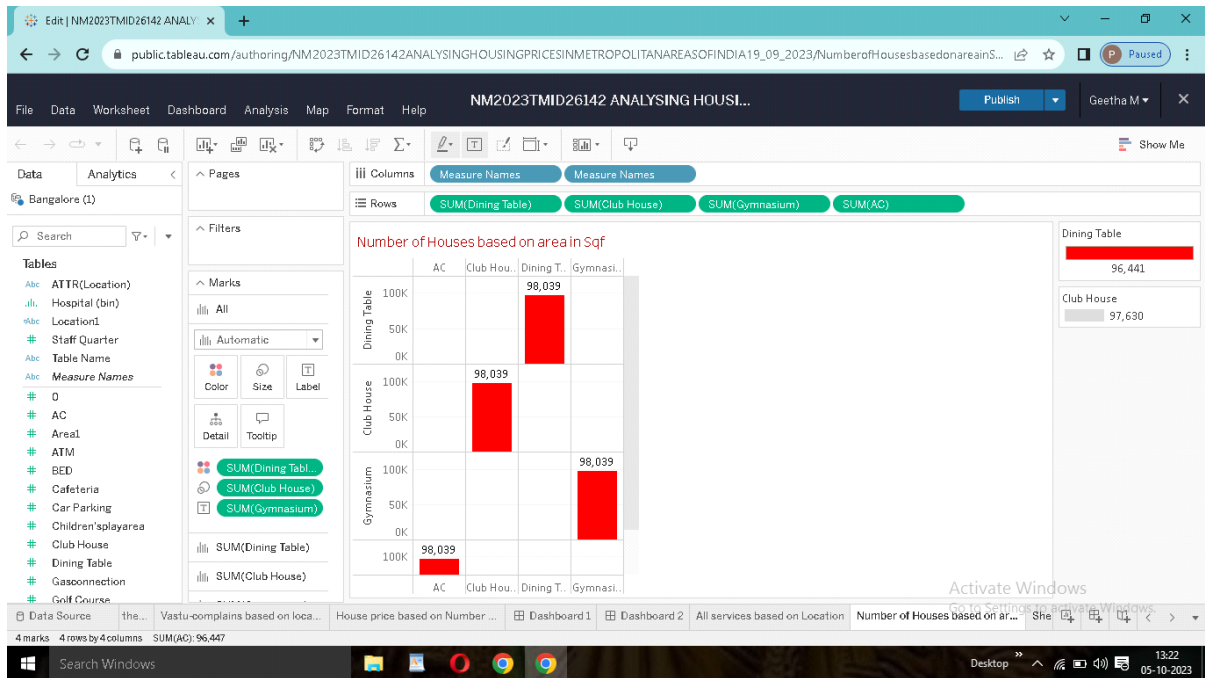 Edit | NM2023TMID26142 ANALY
public.tableau.com/authoring/NM2023TMID26142ANALYSINGHOUSINGPRICESINMETROPOLITANAREASOFINDIA19_09_2023/NumberofHousesbasedonareainS...
P Paused
File Data Worksheet Dashboard Analysis Map Format Help
NM2023TMID26142 ANALYSING HOUSI...
Publish
Geetha M
Show Me
Data Analytics
Bangalore (1)
Search
Tables
Abc ATTR(Location)
Hospital (bin)
Abc Location1
# Staff Quarter
Abc Table Name
Abc Measure Names
# 0
# AC
# Area1
# ATM
# BED
# Cafeteria
# Car Parking
# Children'splayarea
# Club House
# Dining Table
# Gasconnection
# Golf Course
Pages
Filters
Marks
All
Automatic
Color Size Label
Detail Tooltip
SUM(Dining Tabl...
SUM(Club House)
SUM(Gymnasium)
SUM(Dining Table)
SUM(Club House)
Columns Measure Names Measure Names
Rows SUM(Dining Table) SUM(Club House) SUM(Gymnasium) SUM(AC)
Number of Houses based on area in Sqf
AC Club Hou.. Dining T.. Gymnasi..
Dining Table
100K
50K
0K
98,039
Club House
100K
50K
0K
98,039
Gymnasium
100K
50K
0K
98,039
100K
98,039
AC Club Hou.. Dining T.. Gymnasi..
Dining Table
96,441
Club House
97,630
Activate Windows
Go to Settings to activate Windows.
Data Source the... Vastu-complains based on loca... House price based on Number ... Dashboard 1 Dashboard 2 All services based on Location Number of Houses based on ar... She
4 marks 4 rows by 4 columns SUM(AC): 96,447
Search Windows
Desktop
13:22
05-10-2023